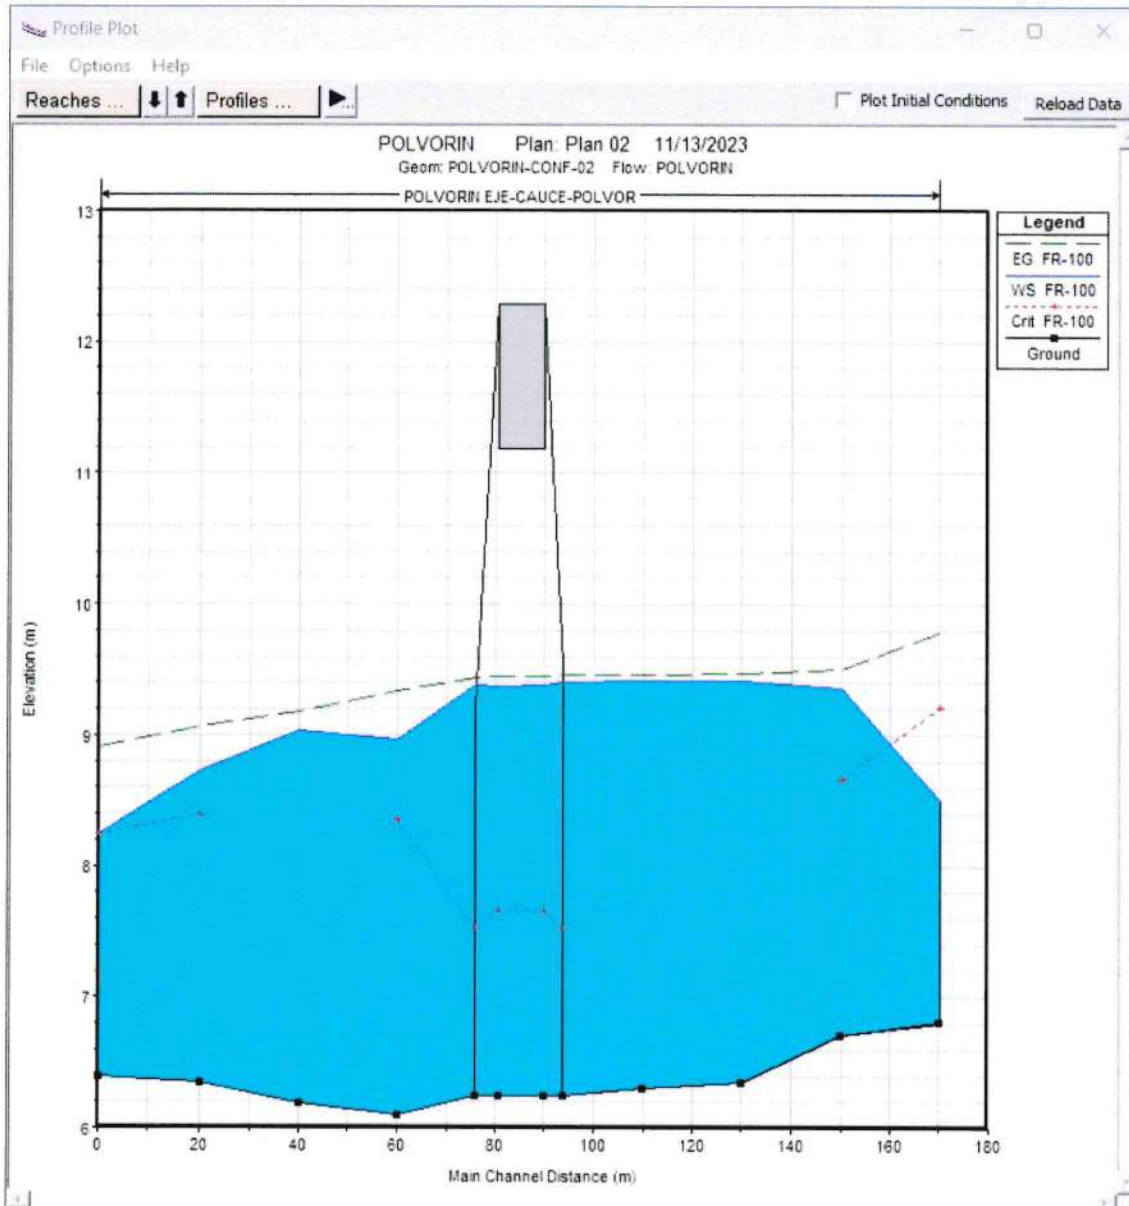 Profile Plot
File Options Help
Reaches ... Profiles ... Plot Initial Conditions Reload Data
POLVORIN Plan: Plan 02 11/13/2023
Geom: POLVORIN-CONF-02 Flow: POLVORIN
POLVORIN EJE-CAUCE-POLVOR
Legend
EG FR-100
WS FR-100
Crit FR-100
Ground
Elevation (m)
13
12
11
10
9
8
7
6
0 20 40 60 80 100 120 140 160 180
Main Channel Distance (m)